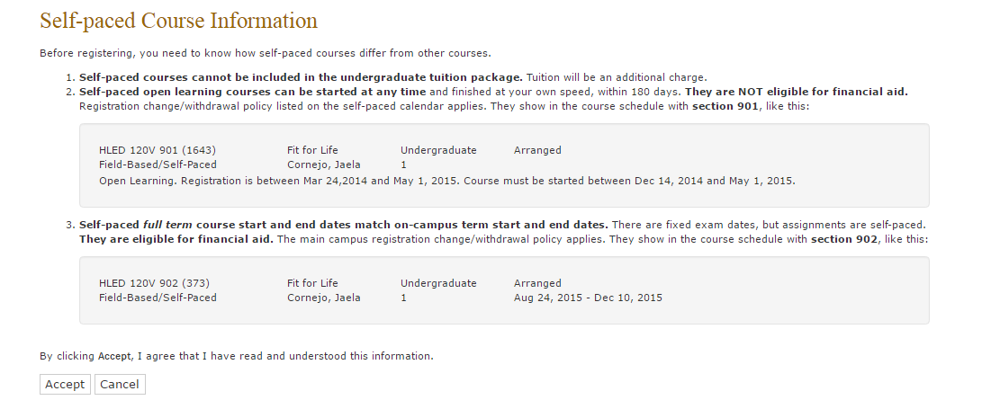 Self-paced Course Information
Before registering, you need to know how self-paced courses differ from other courses.
1. Self-paced courses cannot be included in the undergraduate tuition package. Tuition will be an additional charge.
2. Self-paced open learning courses can be started at any time and finished at your own speed, within 180 days. They are NOT eligible for financial aid.
Registration change/withdrawal policy listed on the self-paced calendar applies. They show in the course schedule with section 901, like this:
HLED 120V 901 (1643) Fit for Life Undergraduate Arranged
Field-Based/Self-Paced Cornejo, Jaela 1
Open Learning. Registration is between Mar 24,2014 and May 1, 2015. Course must be started between Dec 14, 2014 and May 1, 2015.
3. Self-paced full term course start and end dates match on-campus term start and end dates. There are fixed exam dates, but assignments are self-paced.
They are eligible for financial aid. The main campus registration change/withdrawal policy applies. They show in the course schedule with section 902, like this:
HLED 120V 902 (373) Fit for Life Undergraduate Arranged
Field-Based/Self-Paced Cornejo, Jaela 1 Aug 24, 2015 - Dec 10, 2015
By clicking Accept, I agree that I have read and understood this information.
Accept Cancel